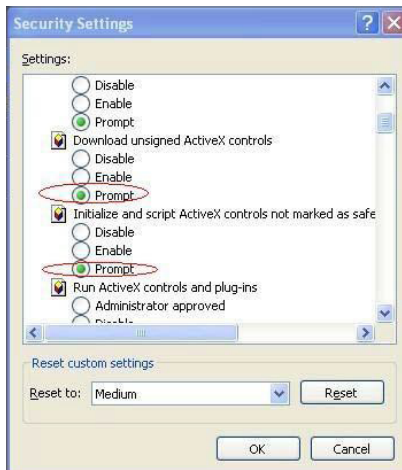 Security Settings
Settings:
Disable
Enable
Prompt
Download unsigned ActiveX controls
Disable
Enable
Prompt
Initialize and script ActiveX controls not marked as safe
Disable
Enable
Prompt
Run ActiveX controls and plug-ins
Administrator approved
Disable
Reset custom settings
Reset to: Medium Reset
OK Cancel